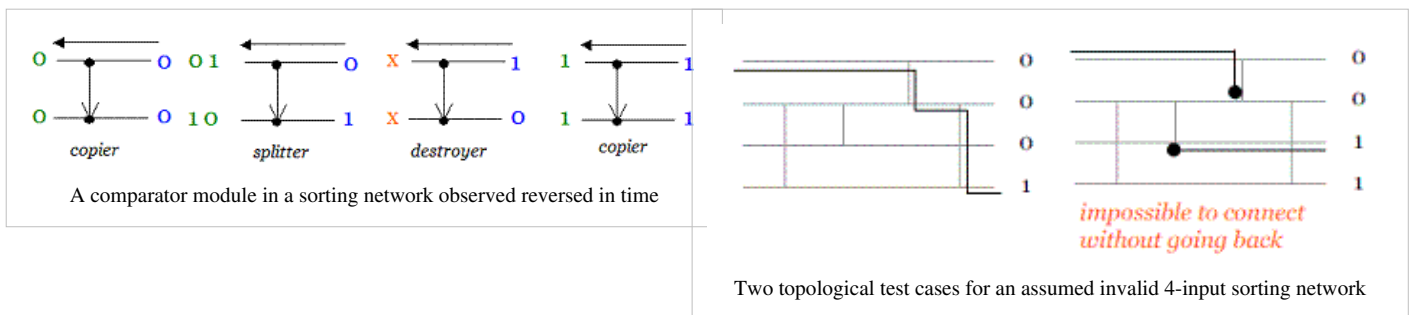 0 0 0 1 0 x 1 1 1
0 0 1 0 1 x 0 1 1
copier splitter destroyer copier
A comparator module in a sorting network observed reversed in time
0 0
0 0
0 1
1 1
impossible to connect
without going back
Two topological test cases for an assumed invalid 4-input sorting network